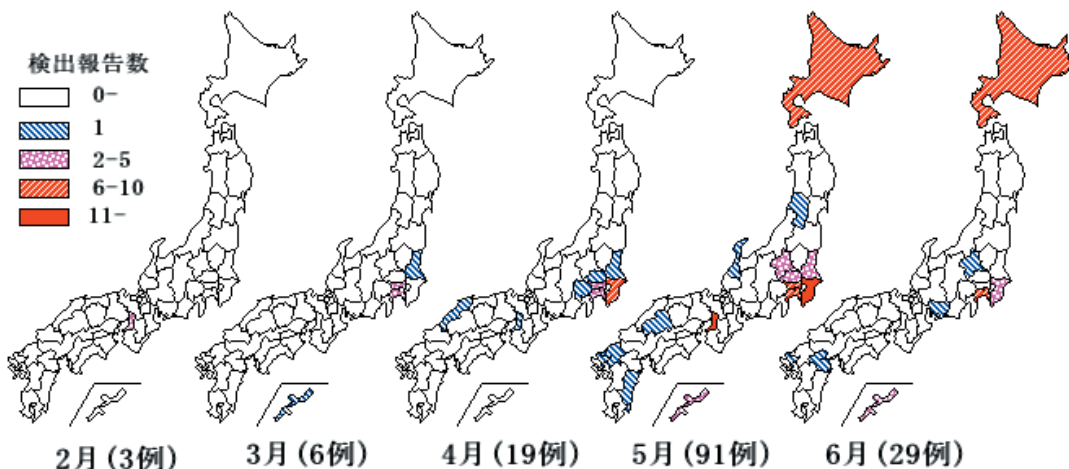 検出報告数
0-
1
2-5
6-10
11-
2月(3例)
3月(6例)
4月(19例)
5月(91例)
6月(29例)